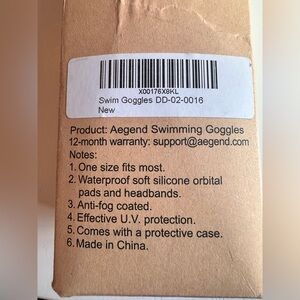 X00176X8KL
Swim Goggles DD-02-0016
New
Product: Aegend Swimming Goggles
12-month warranty: support@aegend.com
Notes:
1. One size fits most.
2. Waterproof soft silicone orbital
pads and headbands.
3. Anti-fog coated.
4. Effective U.V. protection.
5. Comes with a protective case.
6. Made in China.